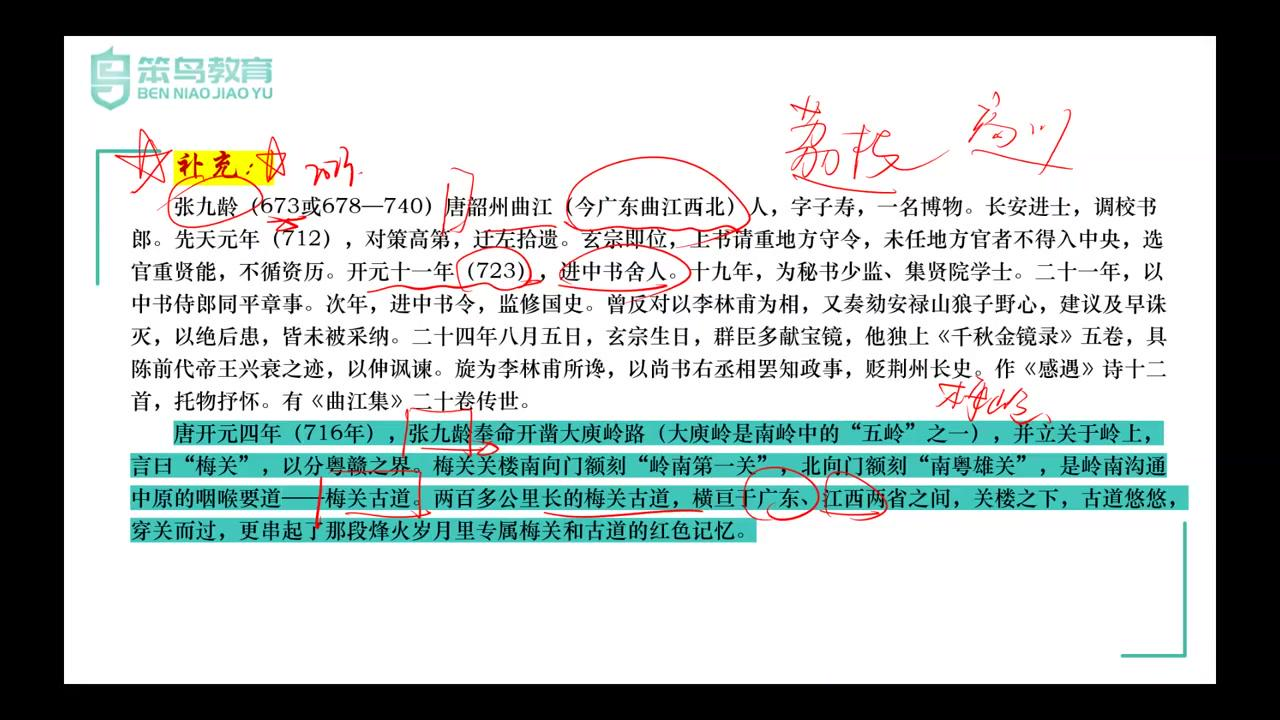 笨鸟教育
BEN NIAO JIAO YU
荔枝
补充：
张九龄（673或678—740）唐韶州曲江（今广东曲江西北）人，字子寿，一名博物。长安进士，调校书
郎。先天元年（712），对策高第，迁左拾遗。玄宗即位，上书请重地方守令，未任地方官者不得入中央，选
官重贤能，不循资历。开元十一年（723），进中书舍人。十九年，为秘书少监、集贤院学士。二十一年，以
中书侍郎同平章事。次年，进中书令，监修国史。曾反对以李林甫为相，又奏劾安禄山狼子野心，建议及早诛
灭，以绝后患，皆未被采纳。二十四年八月五日，玄宗生日，群臣多献宝镜，他独上《千秋金镜录》五卷，具
陈前代帝王兴衰之迹，以伸讽谏。旋为李林甫所谗，以尚书右丞相罢知政事，贬荆州长史。作《感遇》诗十二
首，托物抒怀。有《曲江集》二十卷传世。
梅岭
唐开元四年（716年），张九龄奉命开凿大庾岭路（大庾岭是南岭中的“五岭”之一），并立关于岭上，
言曰“梅关”，以分粤赣之界。梅关关楼南向门额刻“岭南第一关”，北向门额刻“南粤雄关”，是岭南沟通
中原的咽喉要道——梅关古道。两百多公里长的梅关古道，横亘于广东、江西两省之间，关楼之下，古道悠悠，
穿关而过，更串起了那段烽火岁月里专属梅关和古道的红色记忆。